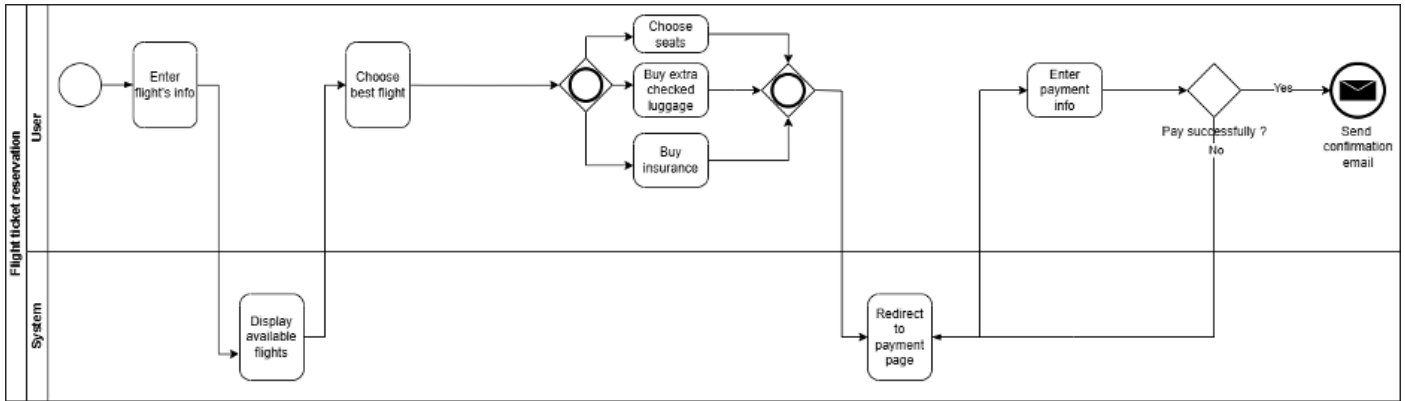 Flight ticket reservation
User
System
Enter
flight's info
Display
available
flights
Choose
best flight
Choose
seats
Buy extra
checked
luggage
Buy
insurance
Redirect
to
payment
page
Enter
payment
info
Pay successfully ?
No
Yes
Send
confirmation
email